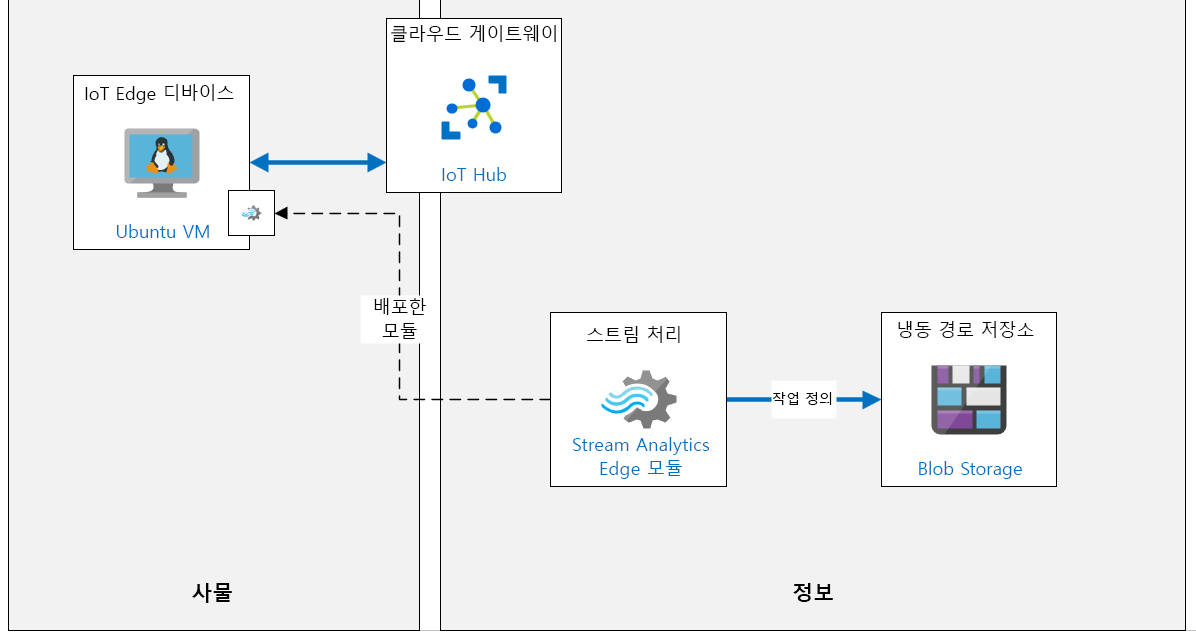 클라우드 게이트웨이
IoT Hub
IoT Edge 디바이스
Ubuntu VM
배포한
모듈
스트림 처리
Stream Analytics
Edge 모듈
작업 정의
냉동 경로 저장소
Blob Storage
사물
정보